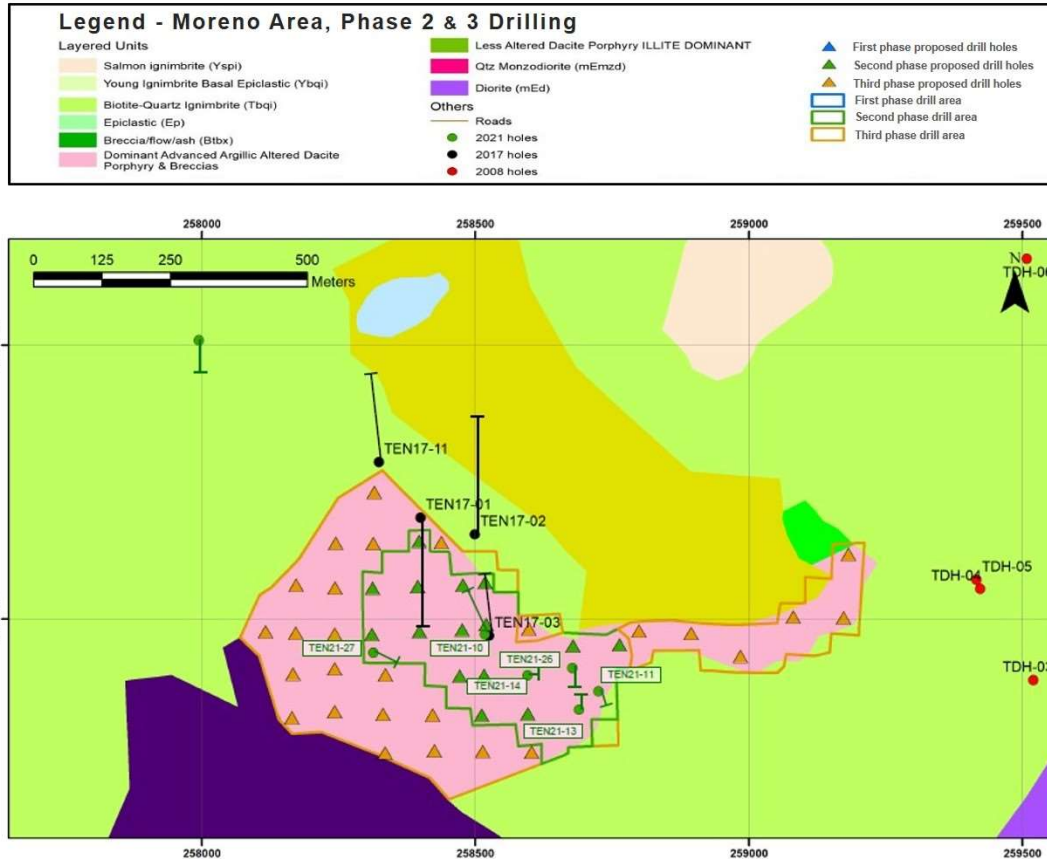 Legend - Moreno Area, Phase 2 & 3 Drilling
Layered Units
Salmon ignimbrite (Yspi)
Young Ignimbrite Basal Epiclastic (Ybqi)
Biotite-Quartz Ignimbrite (Tbqi)
Epiclastic (Ep)
Breccia/flow/ash (Btbx)
Dominant Advanced Argillic Altered Dacite
Porphyry & Breccias
Less Altered Dacite Porphyry ILLITE DOMINANT
Qtz Monzodiorite (mEmzd)
Diorite (mEd)
Others
Roads
2021 holes
2017 holes
2008 holes
First phase proposed drill holes
Second phase proposed drill holes
Third phase proposed drill holes
First phase drill area
Second phase drill area
Third phase drill area
258000 258500 259000 259500
0 125 250 500
Meters
N
TDH-0
TEN17-11
TEN17-01
TEN17-02
TDH-05
TDH-04
TEN17-03
TEN21-27
TEN21-10
TEN21-26
TEN21-14
TEN21-11
TDH-03
TEN21-13
258000 258500 259000 259500